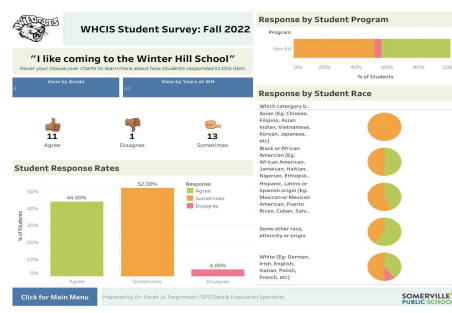 WILDCATS
WHCIS Student Survey: Fall 2022
"I like coming to the Winter Hill School"
Hover your mouse over charts to learn more about how students responded to this item.
View by Grade
View by Years at WH
11
Agree
1
Disagree
13
Sometimes
Student Response Rates
% of Students
50%
40%
30%
20%
10%
0%
44.00%
52.00%
4.00%
Agree
Sometimes
Disagree
Response
Agree
Sometimes
Disagree
Response by Student Program
Program
Gen Ed
0%
20%
40%
60%
80%
100
% of Students
Response by Student Race
Which catergory b..
Asian (Eg: Chinese,
Filipino, Asian
Indian, Vietnamese,
Korean, Japanese,
etc)
Black or African
American (Eg:
African American,
Jamaican, Haitian,
Nigerian, Ethiopia..
Hispanic, Latino or
Spanish origin (Eg:
Mexican or Mexican
American, Puerto
Rican, Cuban, Salv..
Some other race,
ethnicity or origin
White (Eg: German,
Irish, English,
Italian, Polish,
French, etc)
Click for Main Menu
Prepared by Dr. Sarah Jo Torgrimson | SPS Data & Evaluation Specialist
SOMERVILLE
PUBLIC SCHOO